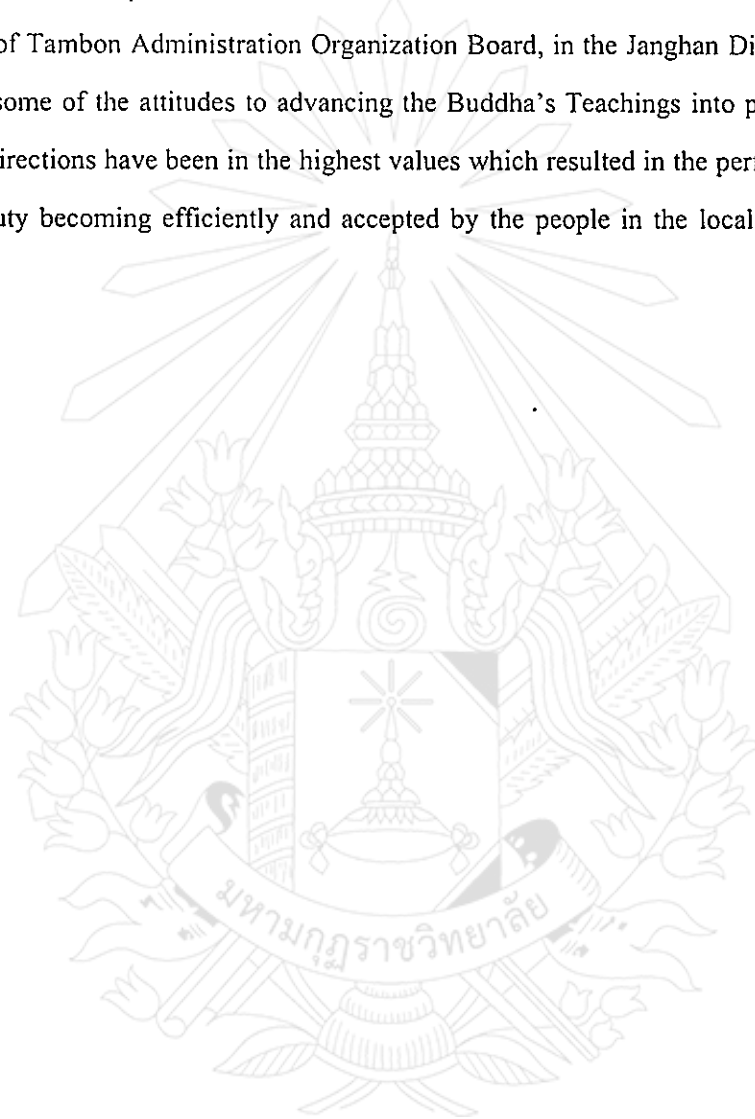 of Tambon Administration Organization Board, in the Janghan Di
some of the attitudes to advancing the Buddha's Teachings into p
irections have been in the highest values which resulted in the per
uty becoming efficiently and accepted by the people in the local
มหามกุฏราชวิทยาลัย